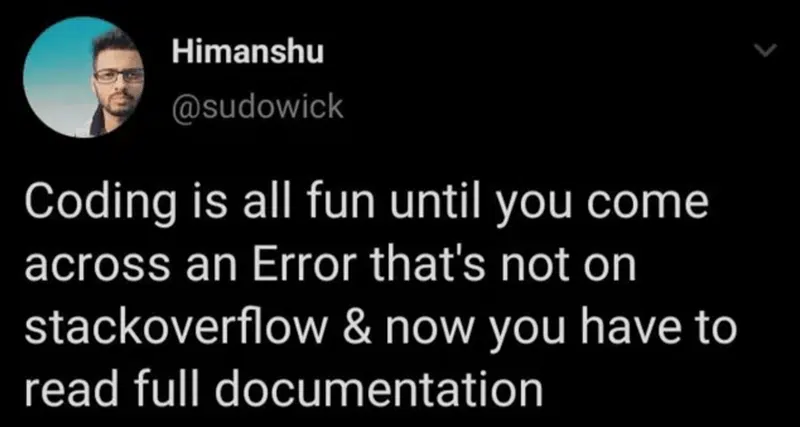 Himanshu
@sudowick
Coding is all fun until you come
across an Error that's not on
stackoverflow & now you have to
read full documentation